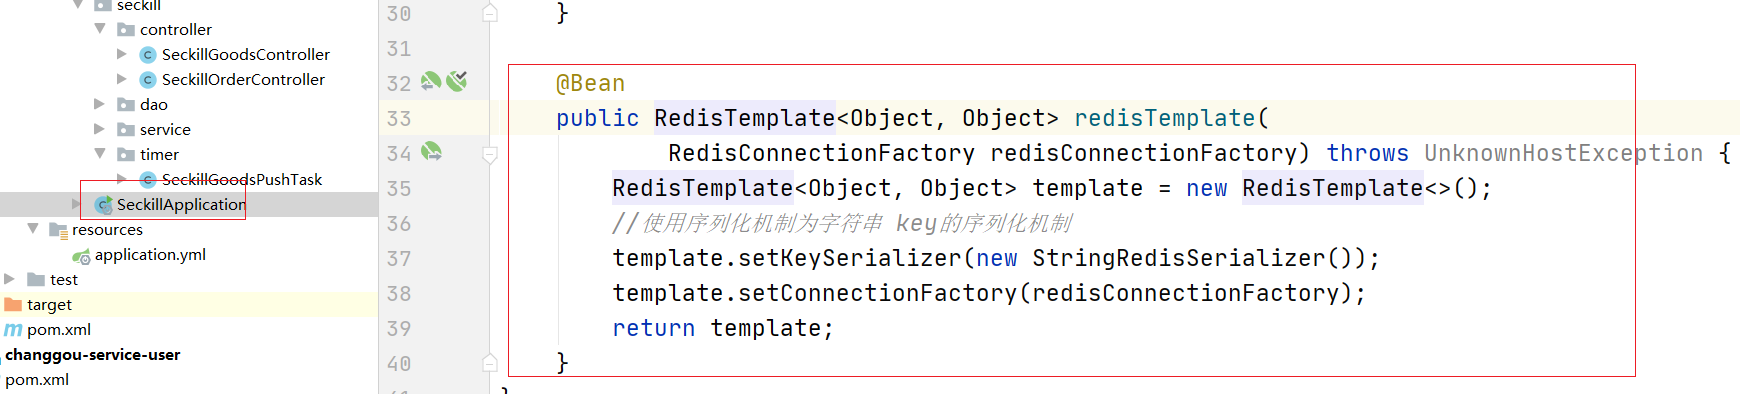 seckill
controller
SeckillGoodsController
SeckillOrderController
dao
service
timer
SeckillGoodsPushTask
SeckillApplication
resources
application.yml
test
target
pom.xml
changgou-service-user
pom.xml
30 }
31
32 @Bean
33 public RedisTemplate<Object, Object> redisTemplate(
34 RedisConnectionFactory redisConnectionFactory) throws UnknownHostException {
35 RedisTemplate<Object, Object> template = new RedisTemplate<>();
36 //使用序列化机制为字符串 key的序列化机制
37 template.setKeySerializer(new StringRedisSerializer());
38 template.setConnectionFactory(redisConnectionFactory);
39 return template;
40 }